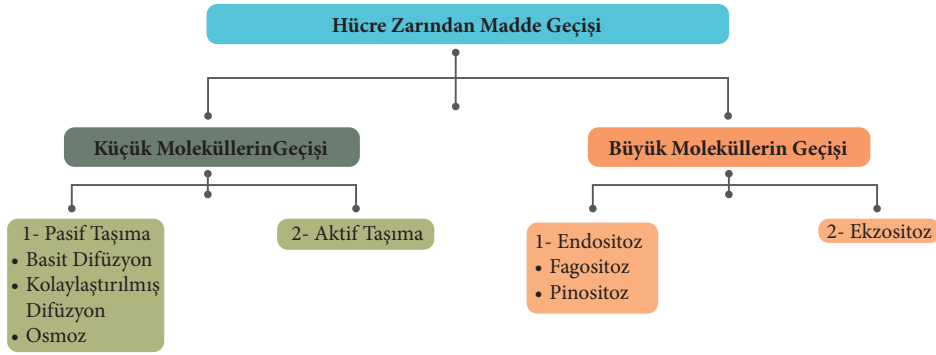 Hücre Zarından Madde Geçişi
Küçük MoleküllerinGeçişi
Büyük Moleküllerin Geçişi
1- Pasif Taşıma
• Basit Difüzyon
• Kolaylaştırılmış
Difüzyon
• Osmoz
2- Aktif Taşıma
1- Endositoz
• Fagositoz
• Pinositoz
2- Ekzositoz